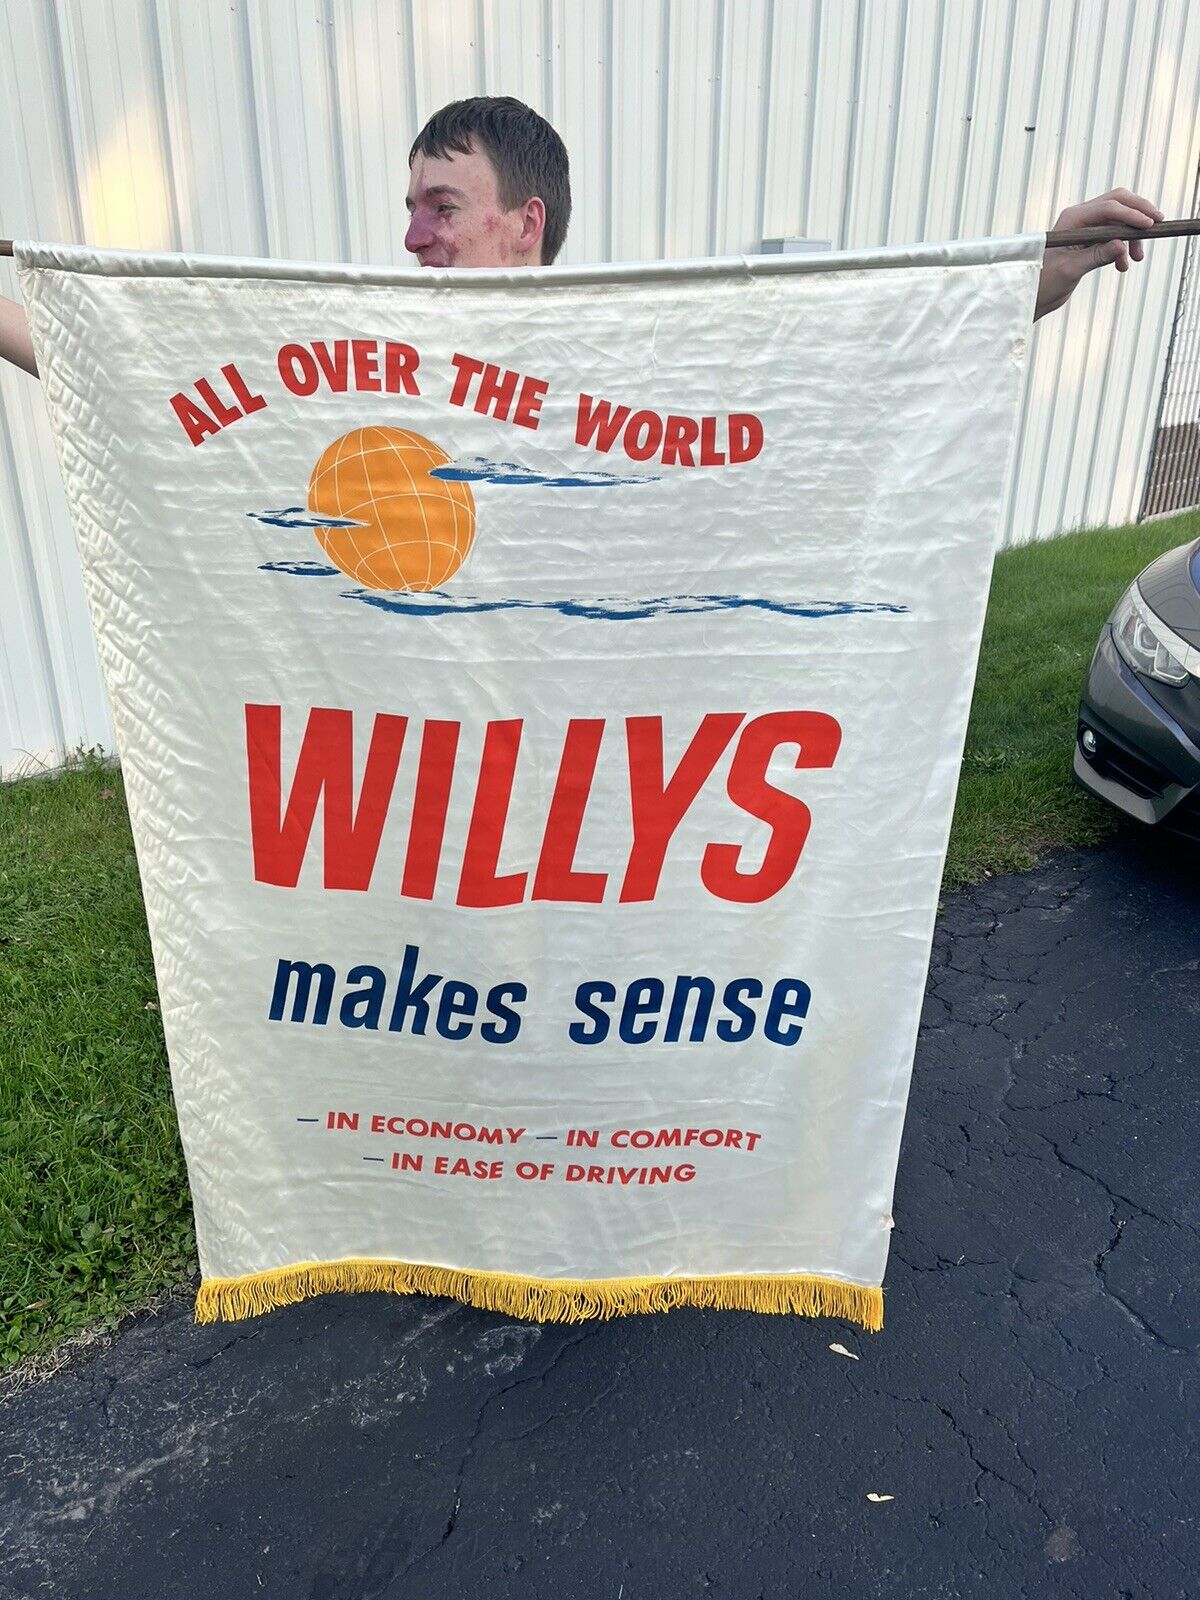 ALL OVER THE WORLD
WILLYS
makes sense
— IN ECONOMY — IN COMFORT
— IN EASE OF DRIVING